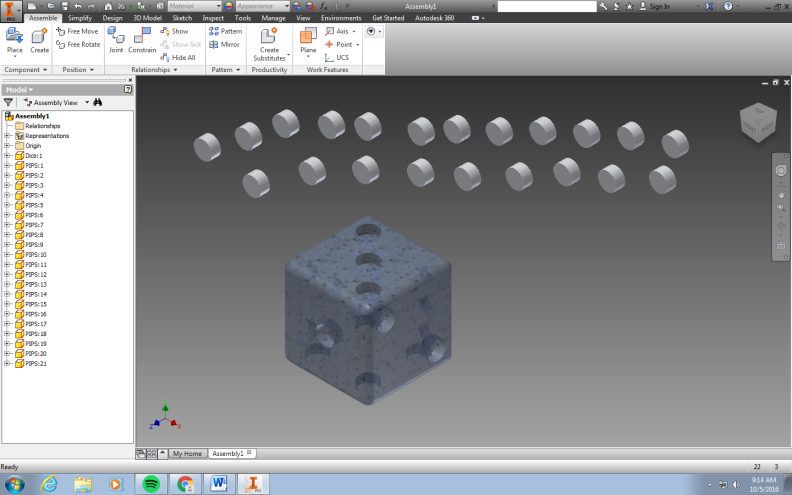 Material
Appearance
Assembly1
Sign In
PRO
Assemble Simplify Design 3D Model Sketch Inspect Tools Manage View Environments Get Started Autodesk 360
Place
Create
Free Move
Free Rotate
Joint
Constrain
Show
Show Sick
Hide All
Pattern
Mirror
Create
Substitutes
Plane
Axis
Point
UCS
Component Position Relationships Pattern Productivity Work Features
Model
Assembly View
Assembly1
Relationships
Representations
Origin
Dice:1
PIPS:1
PIPS:2
PIPS:3
PIPS:4
PIPS:5
PIPS:6
PIPS:7
PIPS:8
PIPS:9
PIPS:10
PIPS:11
PIPS:12
PIPS:13
PIPS:14
PIPS:15
PIPS:16
PIPS:17
PIPS:18
PIPS:19
PIPS:20
PIPS:21
Z
X
My Home Assembly1
Ready
22 3
9:14 AM
10/5/2016